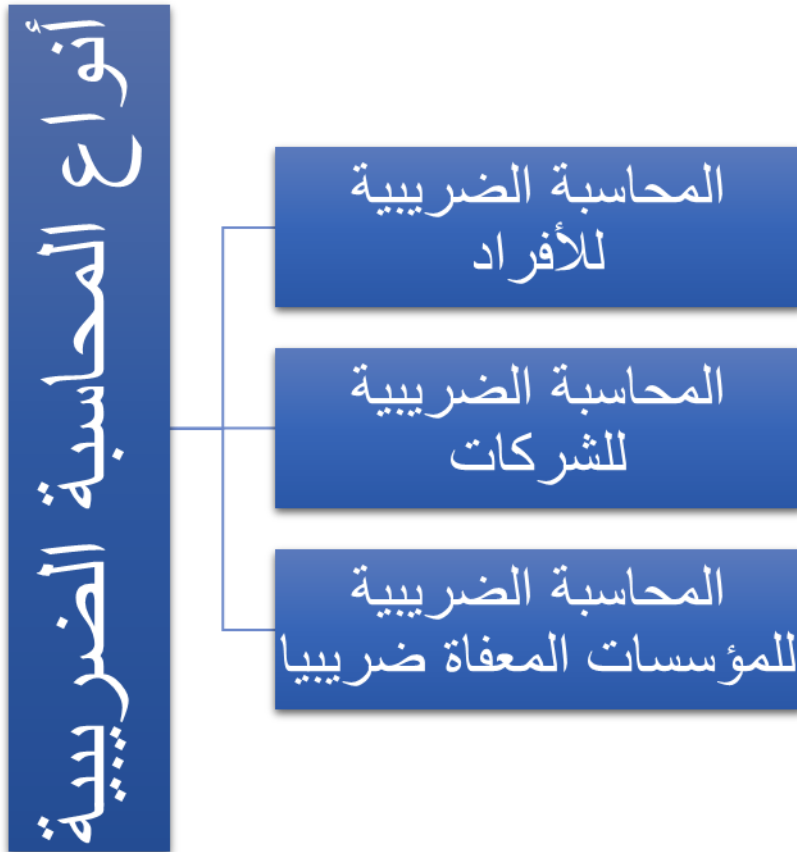 أنواع المحاسبة الضريبية
المحاسبة الضريبية
للأفراد
المحاسبة الضريبية
للشركات
المحاسبة الضريبية
للمؤسسات المعفاة ضريبيا